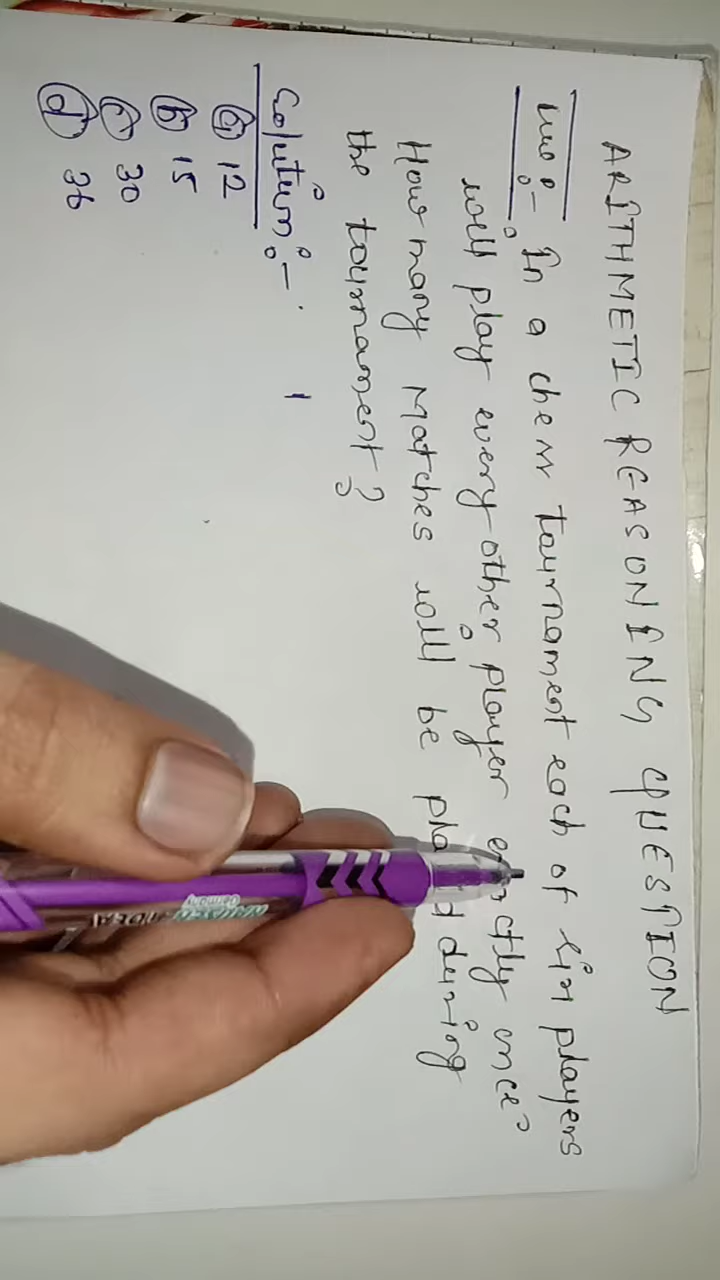 ARITHMETIC REASONING QUESTION
In a chess tournament each of six players
will play every other player exactly once?
How many Matches will be played during
the tournament?
Solution:-
a 12
b 15
c 30
d 36